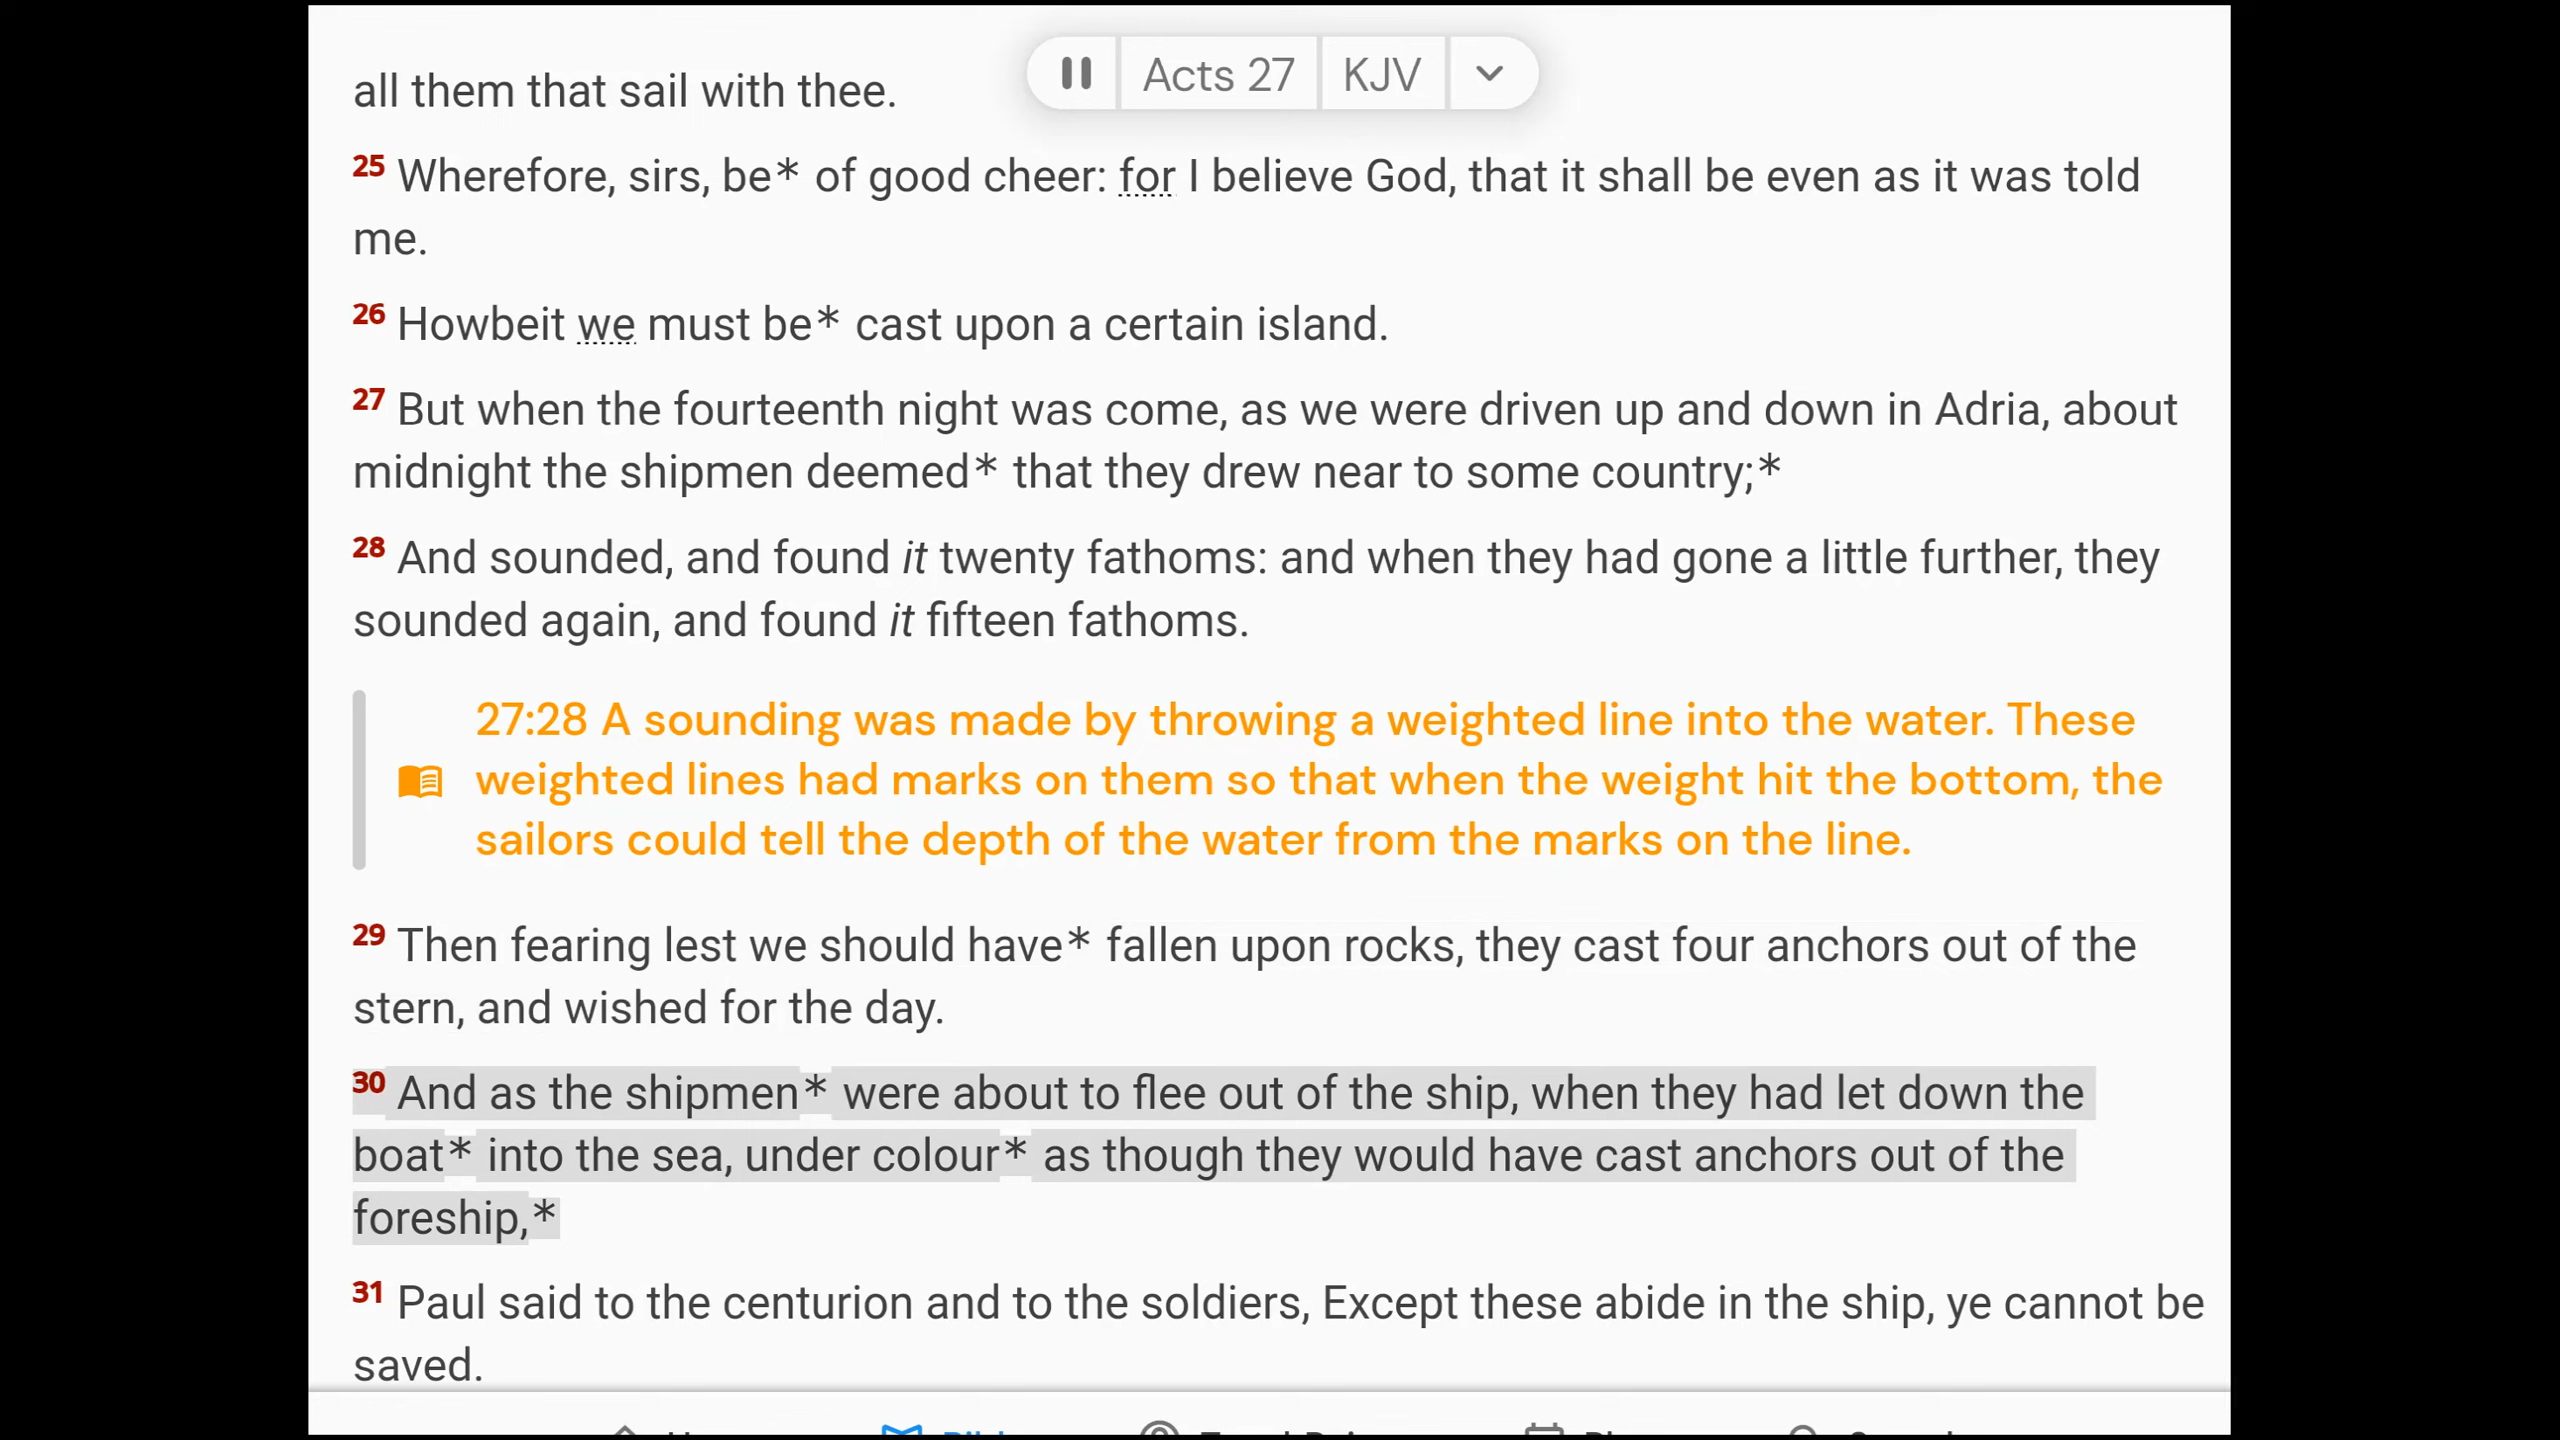 all them that sail with thee.
Acts 27 KJV
25 Wherefore, sirs, be* of good cheer: for I believe God, that it shall be even as it was told
me.
26 Howbeit we must be* cast upon a certain island.
27 But when the fourteenth night was come, as we were driven up and down in Adria, about
midnight the shipmen deemed* that they drew near to some country;*
28 And sounded, and found it twenty fathoms: and when they had gone a little further, they
sounded again, and found it fifteen fathoms.
27:28 A sounding was made by throwing a weighted line into the water. These
weighted lines had marks on them so that when the weight hit the bottom, the
sailors could tell the depth of the water from the marks on the line.
29 Then fearing lest we should have* fallen upon rocks, they cast four anchors out of the
stern, and wished for the day.
30 And as the shipmen* were about to flee out of the ship, when they had let down the
boat* into the sea, under colour* as though they would have cast anchors out of the
foreship,*
31 Paul said to the centurion and to the soldiers, Except these abide in the ship, ye cannot be
saved.